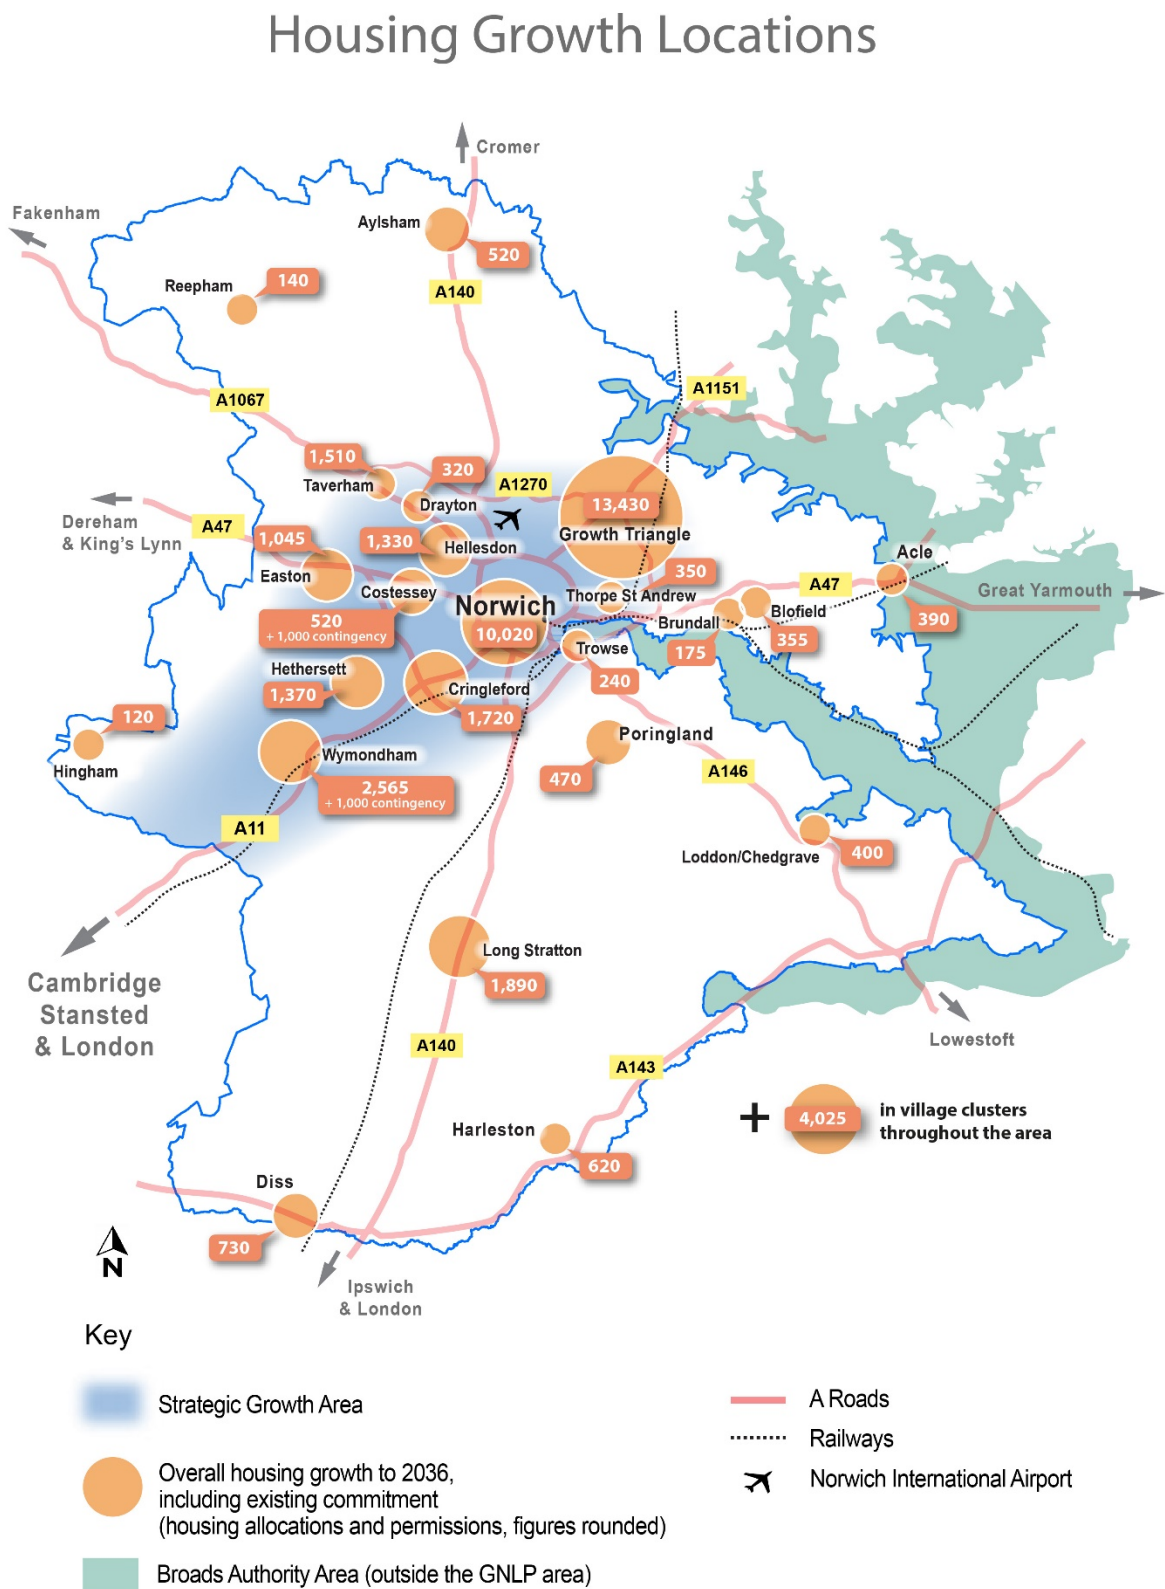 Housing Growth Locations
Cromer
Fakenham
Aylsham
520
Reepham
140
A140
A1067
A1151
1,510
320
Taverham
A1270
Drayton
13,430
Dereham
& King's Lynn
A47
1,045
1,330
Hellesdon
Growth Triangle
Easton
350
Acle
Costessey
Norwich
Thorpe St Andrew
A47
Great Yarmouth
520
+ 1,000 contingency
10,020
Brundall
Blofield
390
Trowse
175
355
Hethersett
1,370
Cringleford
240
120
1,720
Poringland
Hingham
Wymondham
470
2,565
+ 1,000 contingency
A146
A11
Loddon/Chedgrave
400
Long Stratton
1,890
Cambridge
Stansted
& London
A140
Lowestoft
A143
+
4,025
in village clusters
throughout the area
Harleston
620
Diss
730
N
Ipswich
& London
Key
Strategic Growth Area
Overall housing growth to 2036,
including existing commitment
(housing allocations and permissions, figures rounded)
Broads Authority Area (outside the GNLP area)
A Roads
Railways
Norwich International Airport